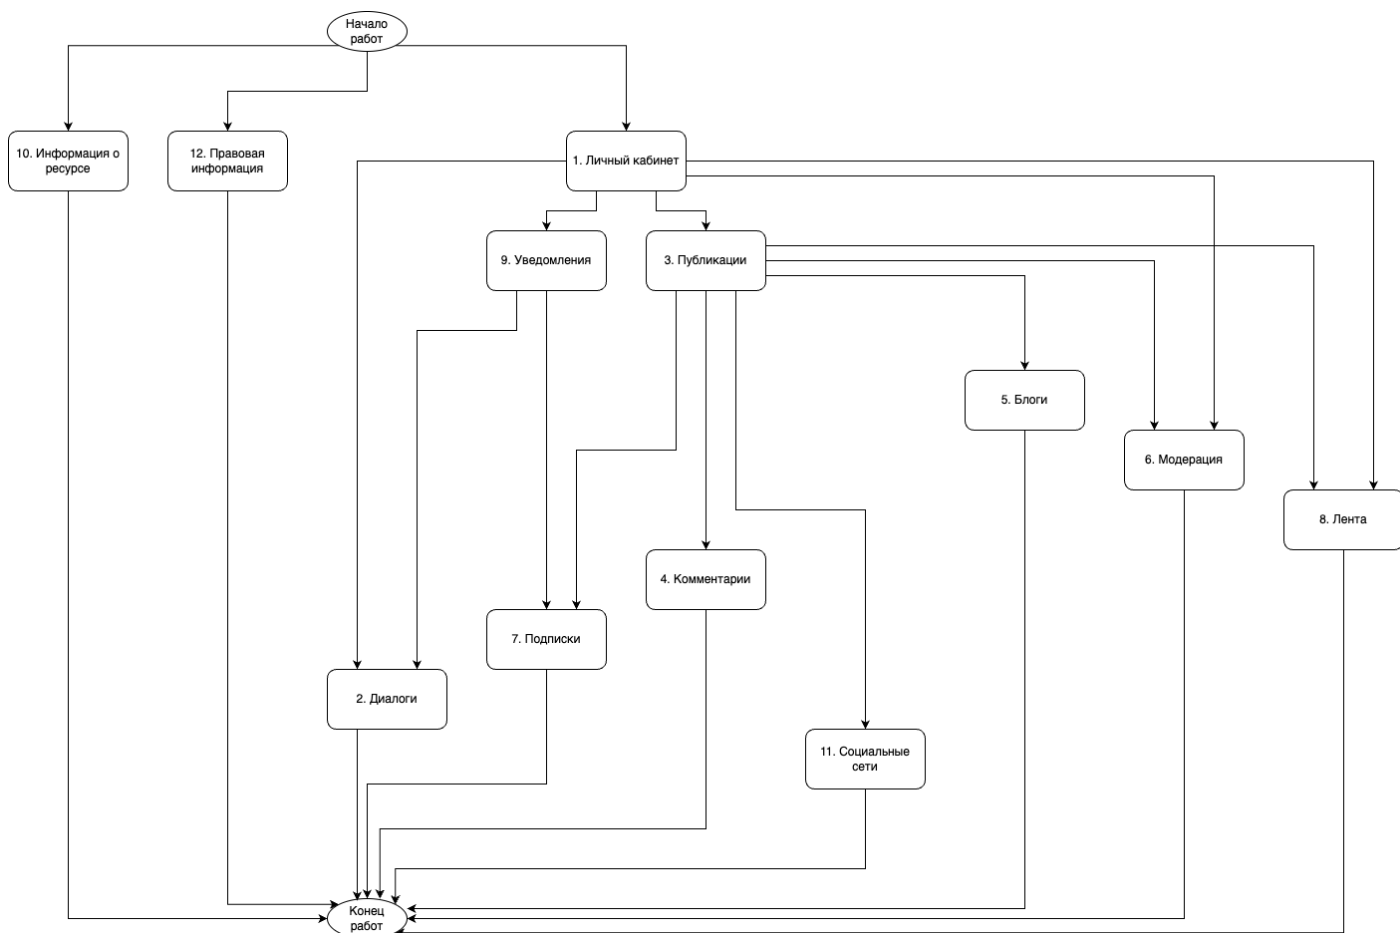 Начало
работ
10. Информация о
ресурсе
12. Правовая
информация
1. Личный кабинет
9. Уведомления
3. Публикации
5. Блоги
6. Модерация
8. Лента
4. Комментарии
7. Подписки
2. Диалоги
11. Социальные
сети
Конец
работ